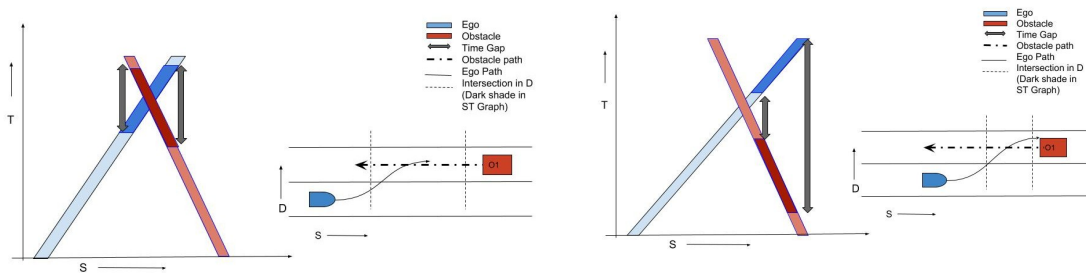 Ego
Obstacle
Time Gap
Obstacle path
Ego Path
Intersection in D
(Dark shade in
ST Graph)
T
O1
D
S
S
Ego
Obstacle
Time Gap
Obstacle path
Ego Path
Intersection in D
(Dark shade in
ST Graph)
T
O1
D
S
S